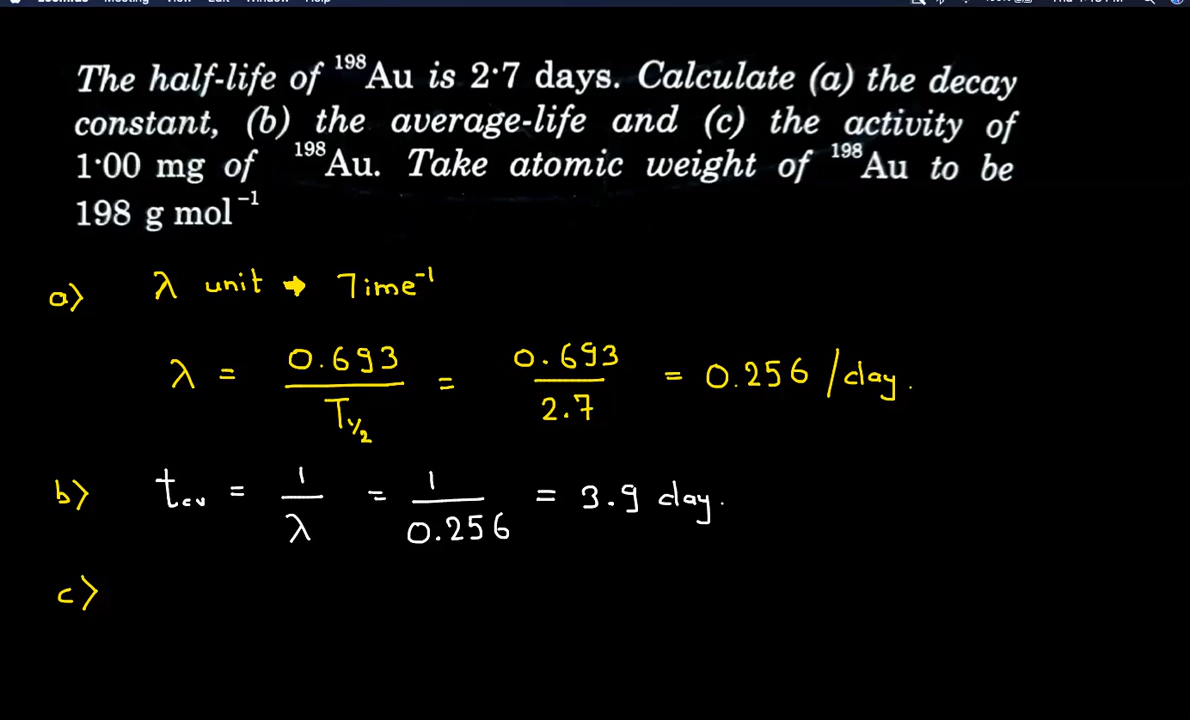 The half-life of ¹⁹⁸Au is 2·7 days. Calculate (a) the decay
constant, (b) the average-life and (c) the activity of
1·00 mg of ¹⁹⁸Au. Take atomic weight of ¹⁹⁸Au to be
198 g mol⁻¹
a) λ unit → Time⁻¹
λ = 0.693 / T½ = 0.693 / 2.7 = 0.256 /day.
b) tav = 1 / λ = 1 / 0.256 = 3.9 day.
c)